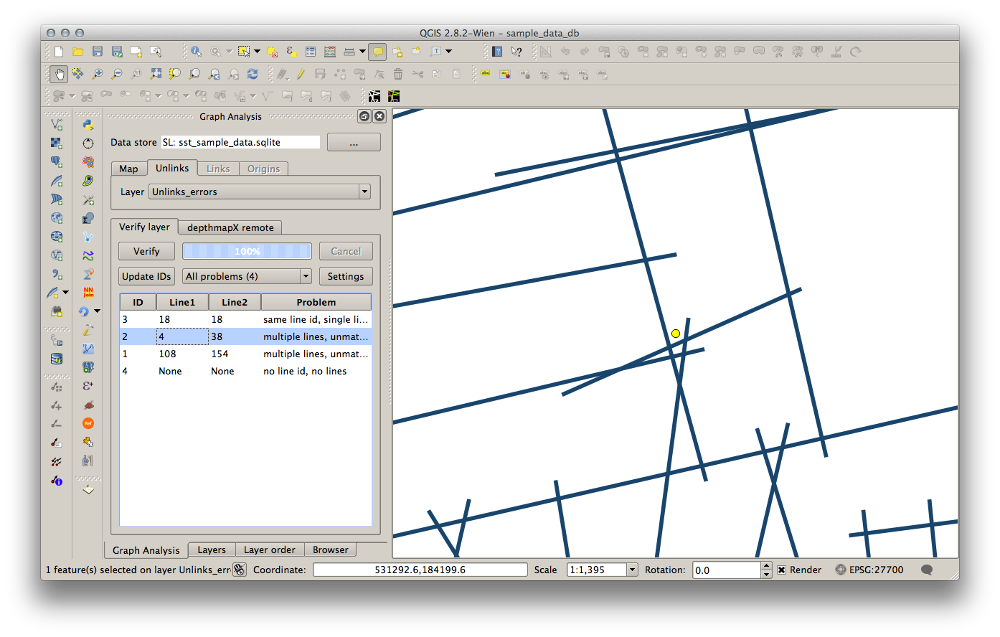 QGIS 2.8.2-Wien - sample_data_db
Graph Analysis
Data store SL: sst_sample_data.sqlite ...
Map Unlinks Links Origins
Layer Unlinks_errors
Verify layer depthmapX remote
Verify 100% Cancel
Update IDs All problems (4) Settings
ID Line1 Line2 Problem
3 18 18 same line id, single li...
2 4 38 multiple lines, unmat...
1 108 154 multiple lines, unmat...
4 None None no line id, no lines
Graph Analysis Layers Layer order Browser
1 feature(s) selected on layer Unlinks_err Coordinate: 531292.6,184199.6 Scale 1:1,395 Rotation: 0.0 Render EPSG:27700